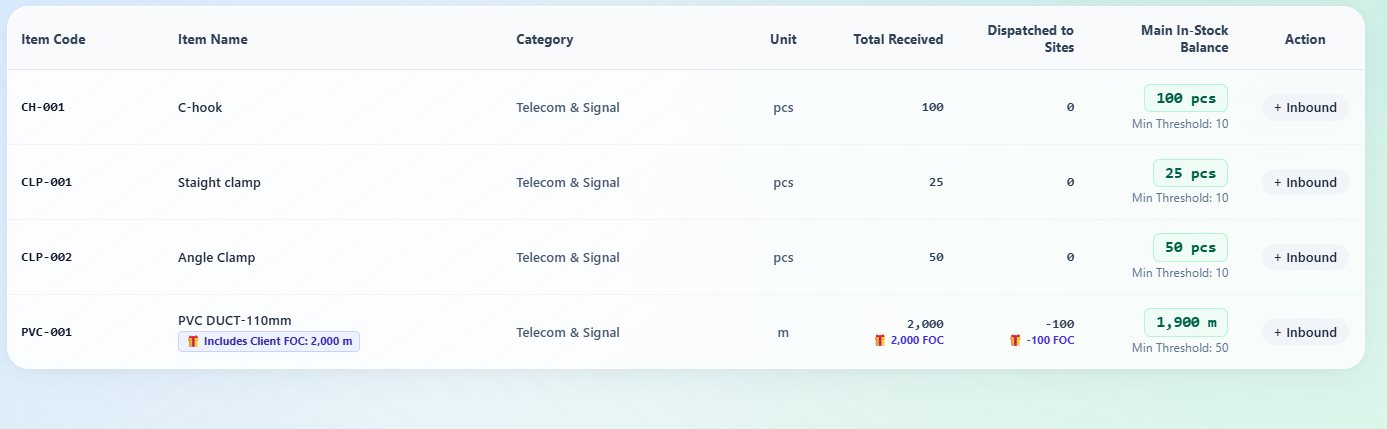 Item Code Item Name Category Unit Total Received Dispatched to Sites Main In-Stock Balance Action
CH-001 C-hook Telecom & Signal pcs 100 0 100 pcs + Inbound
Min Threshold: 10
CLP-001 Staight clamp Telecom & Signal pcs 25 0 25 pcs + Inbound
Min Threshold: 10
CLP-002 Angle Clamp Telecom & Signal pcs 50 0 50 pcs + Inbound
Min Threshold: 10
PVC-001 PVC DUCT-110mm Telecom & Signal m 2,000 -100 1,900 m + Inbound
🎁 Includes Client FOC: 2,000 m 🎁 2,000 FOC 🎁 -100 FOC Min Threshold: 50